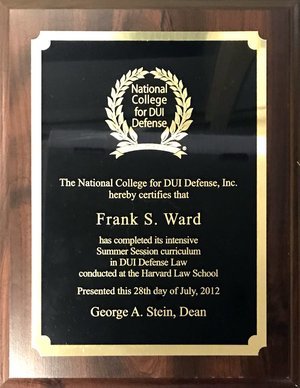 National
College
for DUI
Defense
The National College for DUI Defense, Inc.
hereby certifies that
Frank S. Ward
has completed its intensive
Summer Session curriculum
in DUI Defense Law
conducted at the Harvard Law School
Presented this 28th day of July, 2012
George A. Stein, Dean